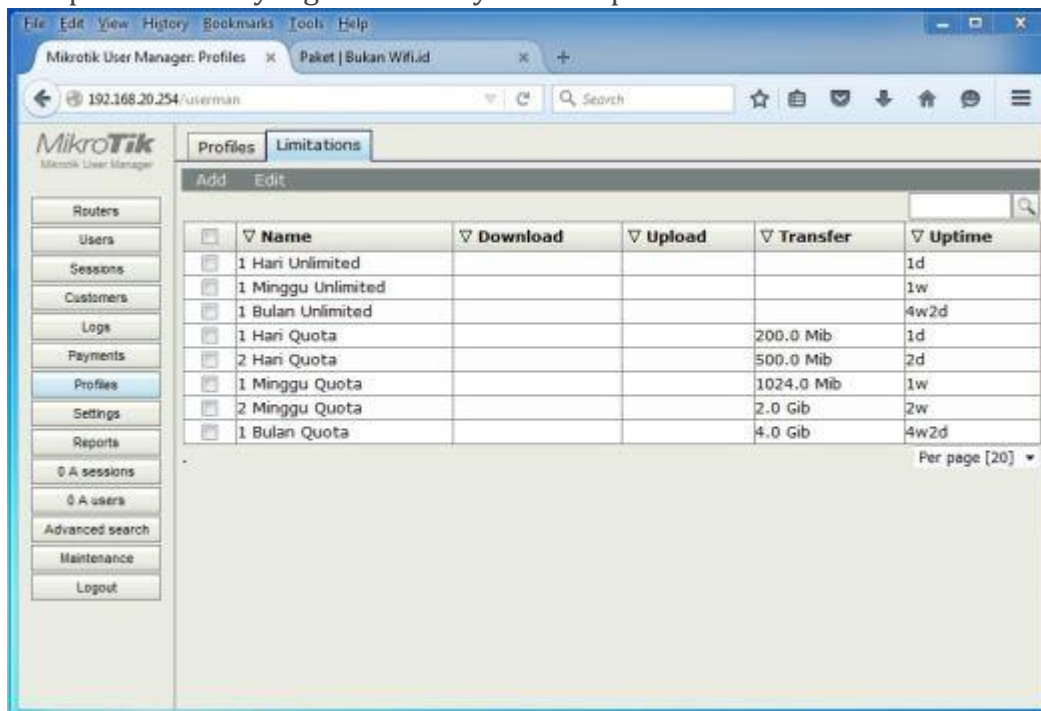 File Edit View History Bookmarks Tools Help
Mikrotik User Manager: Profiles × Paket | Bukan Wifi.id × +
192.168.20.254/userman Search
MikroTik
Mikrotik User Manager
Profiles Limitations
Add Edit
Routers
Users
Sessions
Customers
Logs
Payments
Profiles
Settings
Reports
0 A sessions
0 A users
Advanced search
Maintenance
Logout
Name Download Upload Transfer Uptime
1 Hari Unlimited 1d
1 Minggu Unlimited 1w
1 Bulan Unlimited 4w2d
1 Hari Quota 200.0 Mib 1d
2 Hari Quota 500.0 Mib 2d
1 Minggu Quota 1024.0 Mib 1w
2 Minggu Quota 2.0 Gib 2w
1 Bulan Quota 4.0 Gib 4w2d
Per page [20]